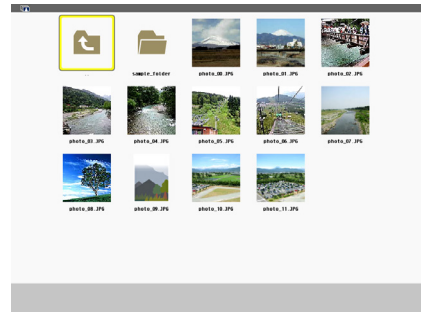 ...
sample_folder
photo_00.JPG
photo_01.JPG
photo_02.JPG
photo_03.JPG
photo_04.JPG
photo_05.JPG
photo_06.JPG
photo_07.JPG
photo_08.JPG
photo_09.JPG
photo_10.JPG
photo_11.JPG